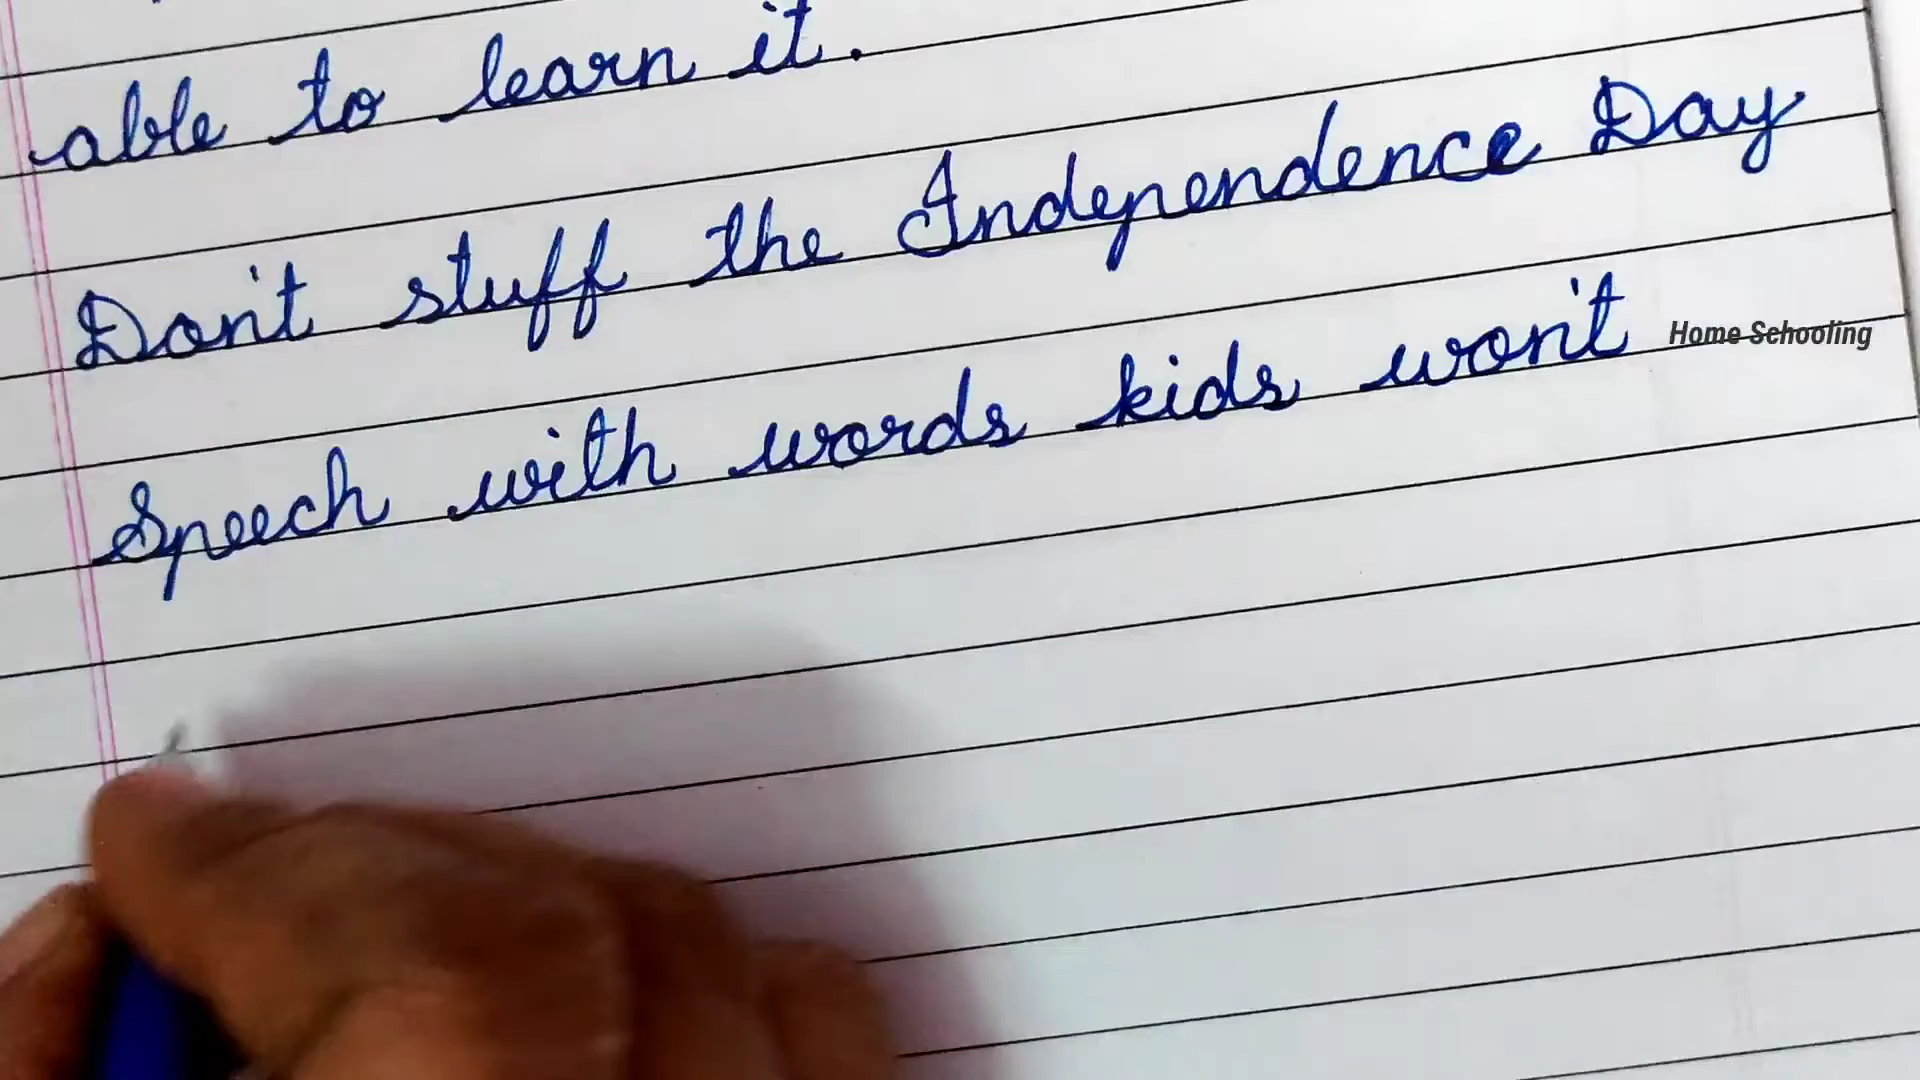 able to learn it.
Don't stuff the Independence Day
Speech with words kids won't
Home Schooling